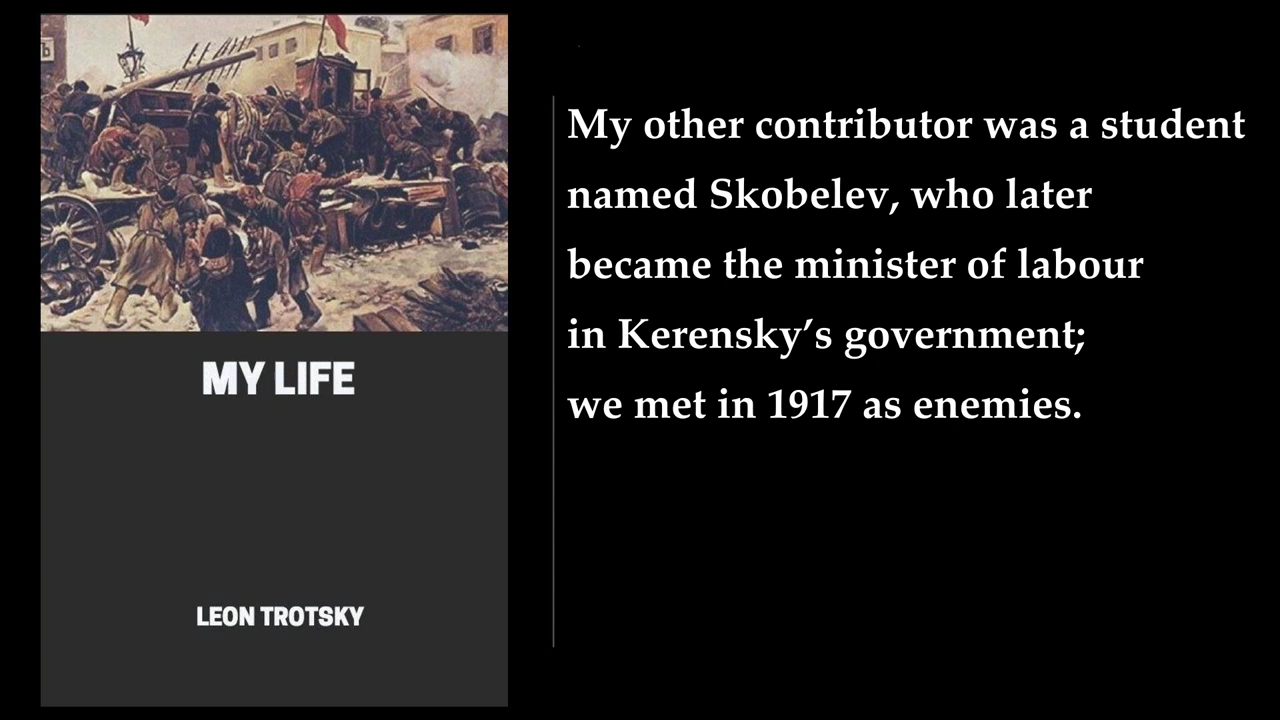 MY LIFE
LEON TROTSKY
My other contributor was a student
named Skobelev, who later
became the minister of labour
in Kerensky’s government;
we met in 1917 as enemies.